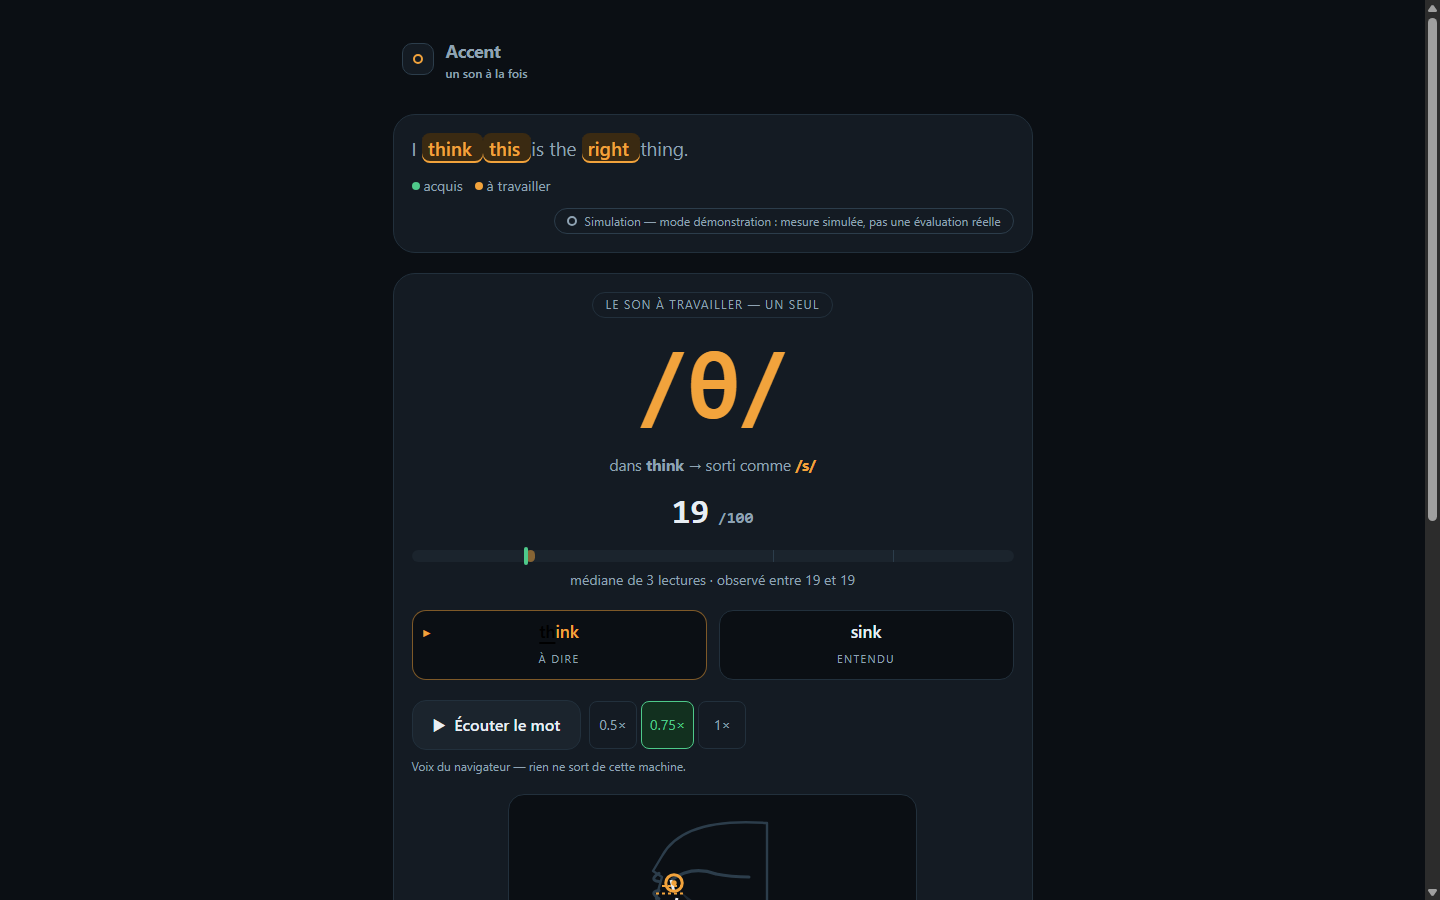 Accent
un son à la fois
I think this is the right thing.
acquis à travailler
Simulation — mode démonstration : mesure simulée, pas une évaluation réelle
LE SON À TRAVAILLER — UN SEUL
/θ/
dans think → sorti comme /s/
19 /100
médiane de 3 lectures · observé entre 19 et 19
think sink
À DIRE ENTENDU
Écouter le mot 0.5× 0.75× 1×
Voix du navigateur — rien ne sort de cette machine.